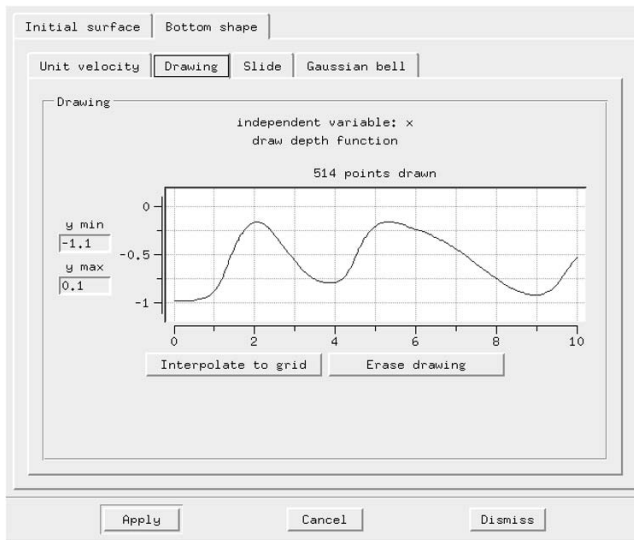 Initial surface Bottom shape
Unit velocity Drawing Slide Gaussian bell
Drawing
independent variable: x
draw depth function
514 points drawn
0
y min
-1.1
-0.5
y max
0.1
-1
0 2 4 6 8 10
Interpolate to grid Erase drawing
Apply Cancel Dismiss